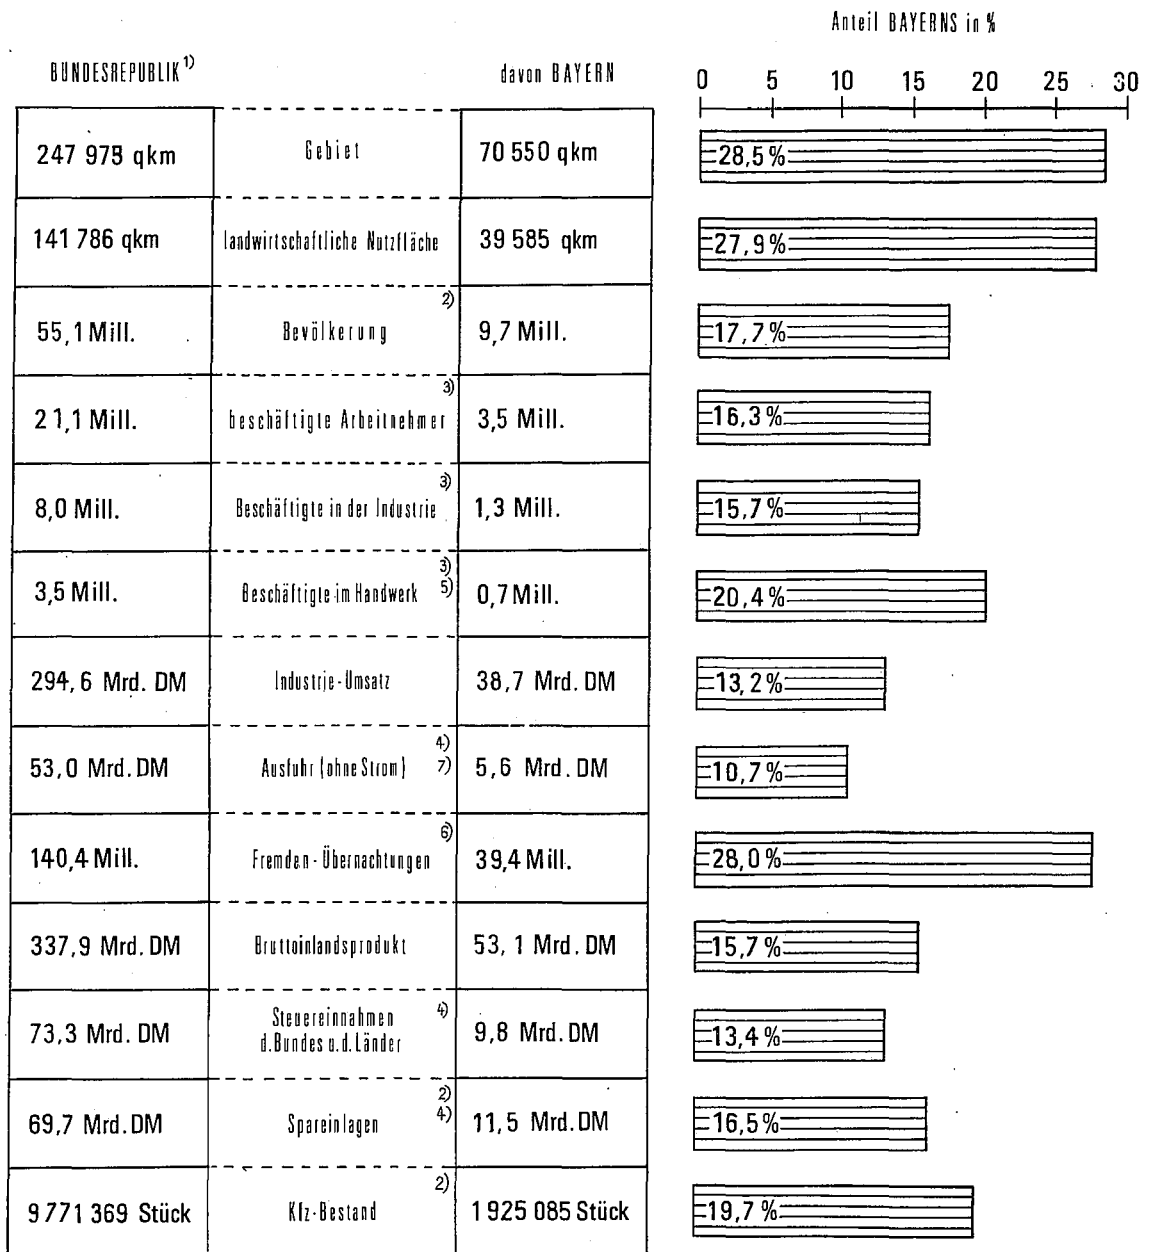 Anteil BAYERNS in %
BUNDESREPUBLIK 1) davon BAYERN 0 5 10 15 20 25 30
247 973 qkm Gebiet 70 550 qkm 28,5 %
141 786 qkm landwirtschaftliche Nutzfläche 39 585 qkm 27,9 %
55,1 Mill. Bevölkerung 2) 9,7 Mill. 17,7 %
21,1 Mill. beschäftigte Arbeitnehmer 3) 3,5 Mill. 16,3 %
8,0 Mill. Beschäftigte in der Industrie 3) 1,3 Mill. 15,7 %
3,5 Mill. Beschäftigte im Handwerk 3) 5) 0,7 Mill. 20,4 %
294,6 Mrd. DM Industrie-Umsatz 38,7 Mrd. DM 13,2 %
53,0 Mrd. DM Ausfuhr (ohne Strom) 4) 7) 5,6 Mrd. DM 10,7 %
140,4 Mill. Fremden-Übernachtungen 6) 39,4 Mill. 28,0 %
337,9 Mrd. DM Bruttoinlandsprodukt 53,1 Mrd. DM 15,7 %
73,3 Mrd. DM Steuereinnahmen 4) 9,8 Mrd. DM 13,4 %
d. Bundes u. d. Länder
69,7 Mrd. DM Spareinlagen 2) 4) 11,5 Mrd. DM 16,5 %
9 771 369 Stück Kfz-Bestand 2) 1 925 085 Stück 19,7 %